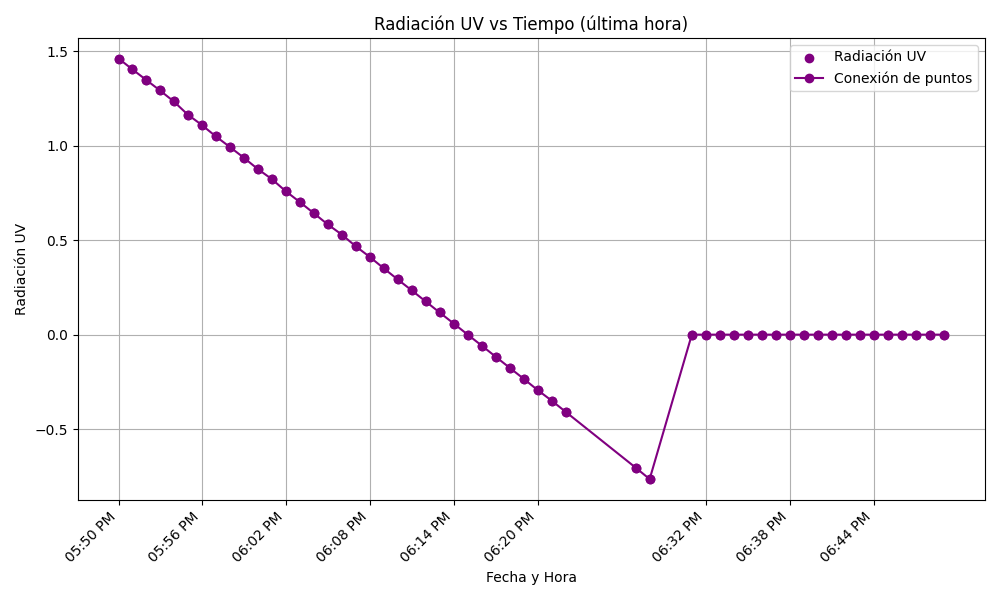 Radiación UV vs Tiempo (última hora)
Radiación UV
Conexión de puntos
Radiación UV
1.5
1.0
0.5
0.0
−0.5
05:50 PM
05:56 PM
06:02 PM
06:08 PM
06:14 PM
06:20 PM
06:32 PM
06:38 PM
06:44 PM
Fecha y Hora